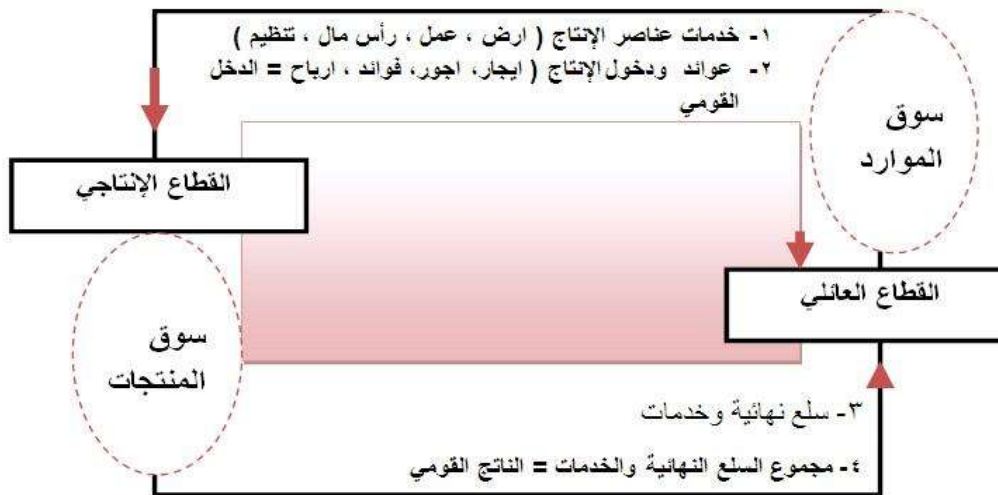 ١- خدمات عناصر الإنتاج ( ارض ، عمل ، رأس مال ، تنظيم )
٢- عوائد ودخول الإنتاج ( ايجار، اجور، فوائد ، ارباح = الدخل
القومي
سوق
الموارد
القطاع الإنتاجي
القطاع العائلي
سوق
المنتجات
٣- سلع نهائية وخدمات
٤- مجموع السلع النهائية والخدمات = الناتج القومي